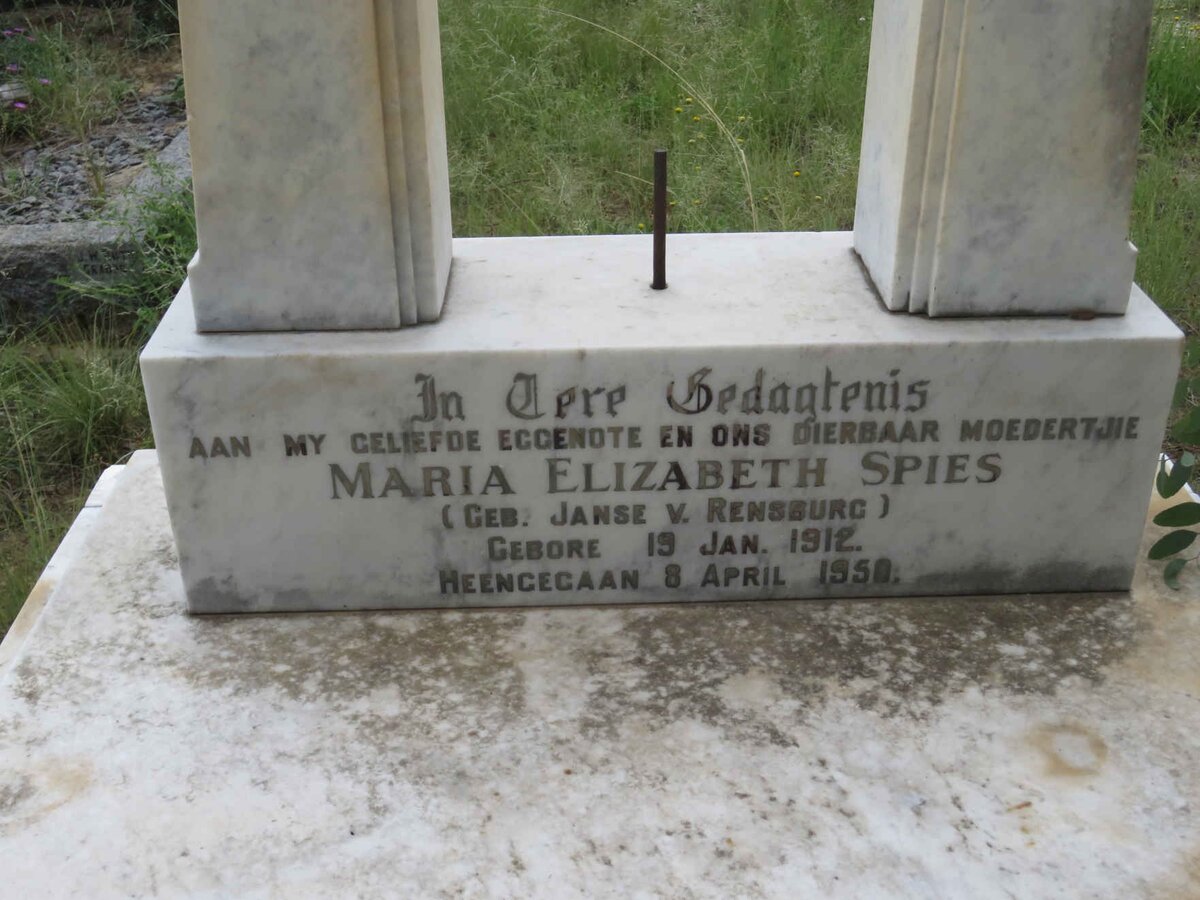 In Tere Gedagtenis
AAN MY GELIEFDE EGGENOTE EN ONS DIERBAAR MOEDERTJIE
MARIA ELIZABETH SPIES
(GEB. JANSE V. RENSBURG)
GEBORE 19 JAN. 1912.
HEENGEGAAN 8 APRIL 1950.